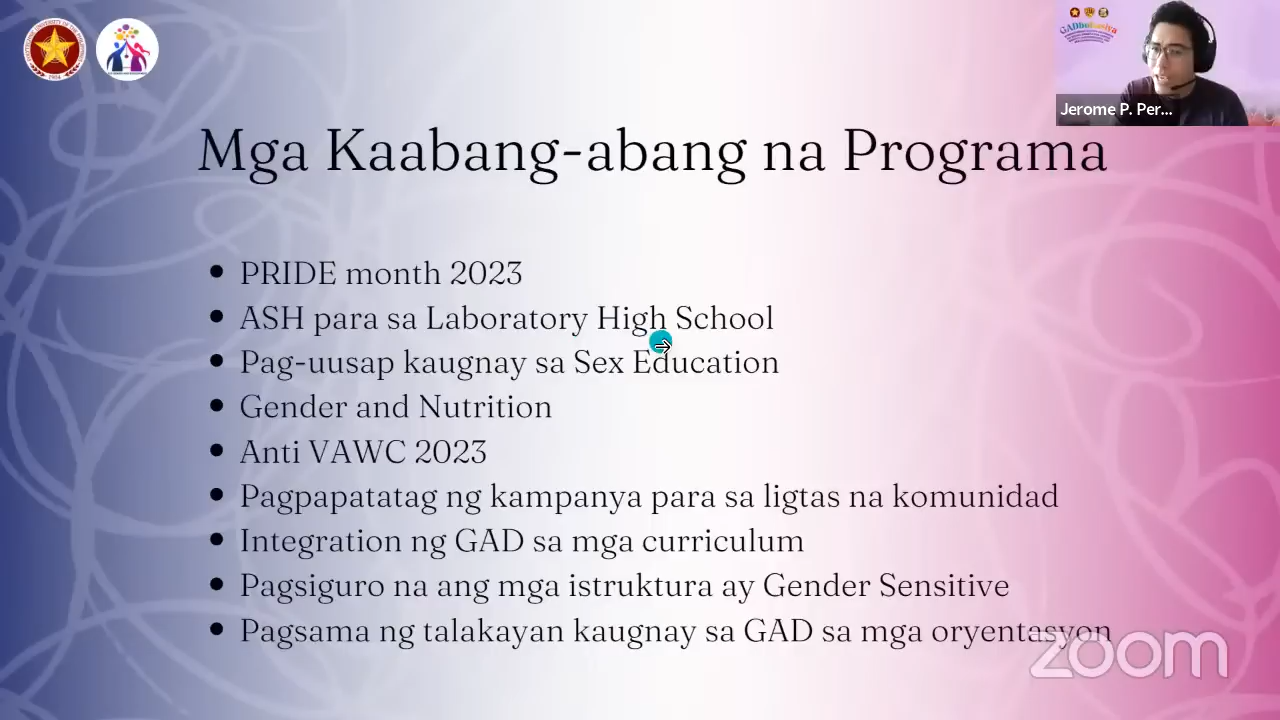 GADbobasiya
Jerome P. Per...
Mga Kaabang-abang na Programa
• PRIDE month 2023
• ASH para sa Laboratory High School
• Pag-uusap kaugnay sa Sex Education
• Gender and Nutrition
• Anti VAWC 2023
• Pagpapatatag ng kampanya para sa ligtas na komunidad
• Integration ng GAD sa mga curriculum
• Pagsiguro na ang mga istruktura ay Gender Sensitive
• Pagsama ng talakayan kaugnay sa GAD sa mga oryentasyon
zoom